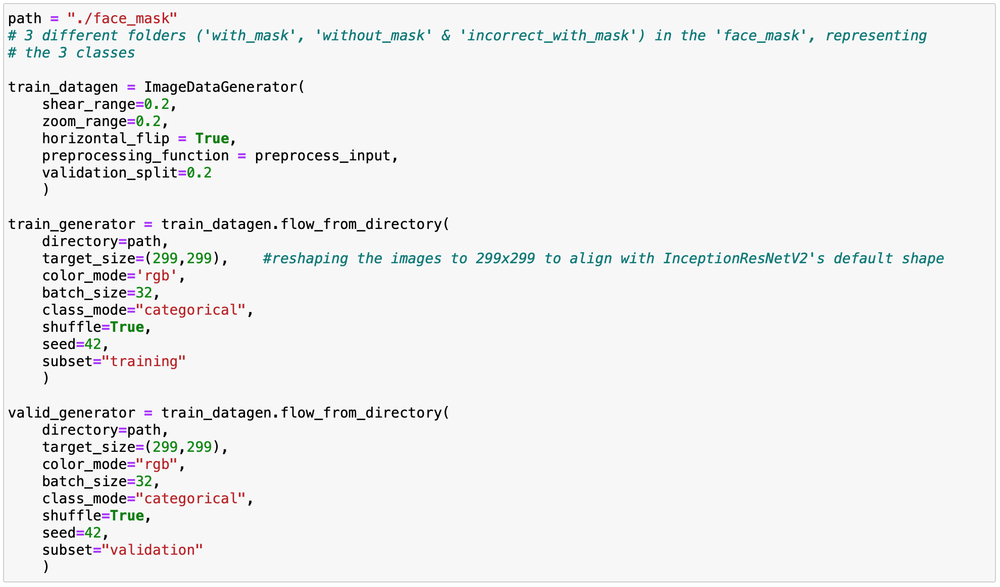 path = "./face_mask"
# 3 different folders ('with_mask', 'without_mask' & 'incorrect_with_mask') in the 'face_mask', representing
# the 3 classes

train_datagen = ImageDataGenerator(
    shear_range=0.2,
    zoom_range=0.2,
    horizontal_flip = True,
    preprocessing_function = preprocess_input,
    validation_split=0.2
    )

train_generator = train_datagen.flow_from_directory(
    directory=path,
    target_size=(299,299),    #reshaping the images to 299x299 to align with InceptionResNetV2's default shape
    color_mode='rgb',
    batch_size=32,
    class_mode="categorical",
    shuffle=True,
    seed=42,
    subset="training"
    )

valid_generator = train_datagen.flow_from_directory(
    directory=path,
    target_size=(299,299),
    color_mode="rgb",
    batch_size=32,
    class_mode="categorical",
    shuffle=True,
    seed=42,
    subset="validation"
    )